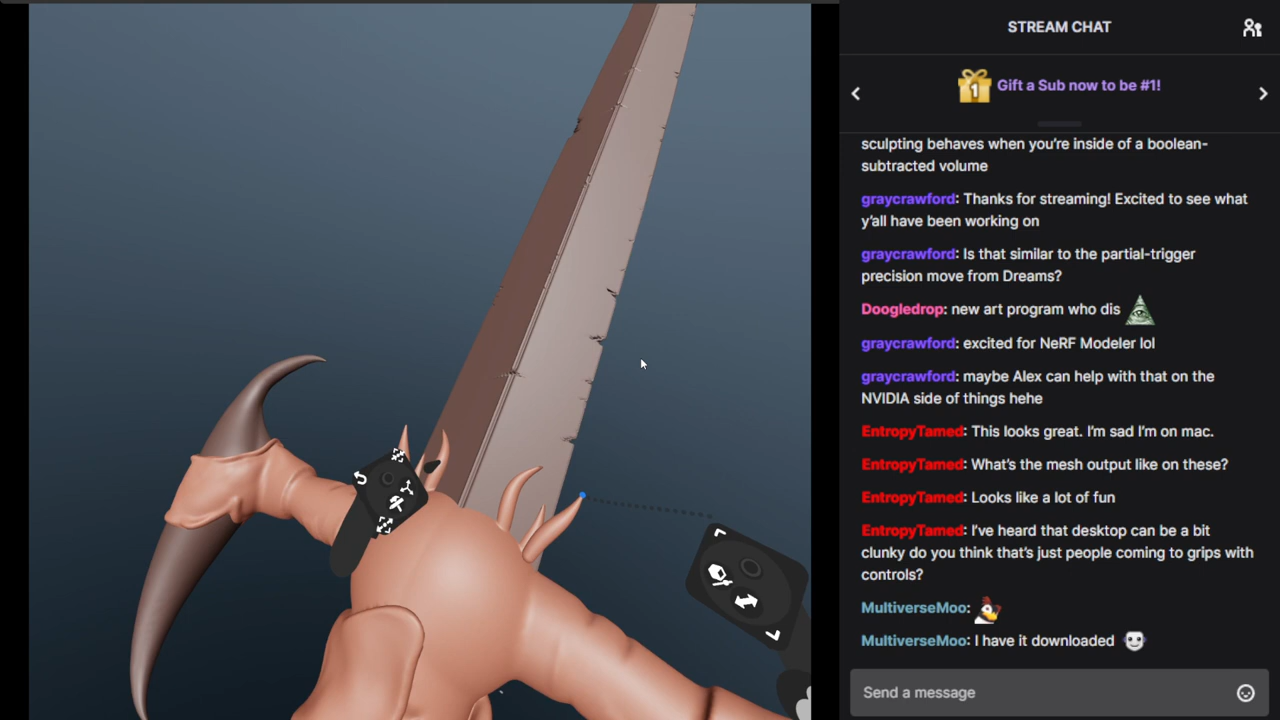 STREAM CHAT
1
Gift a Sub now to be #1!
sculpting behaves when you're inside of a boolean-
subtracted volume
graycrawford: Thanks for streaming! Excited to see what
y'all have been working on
graycrawford: Is that similar to the partial-trigger
precision move from Dreams?
Doogledrop: new art program who dis
graycrawford: excited for NeRF Modeler lol
graycrawford: maybe Alex can help with that on the
NVIDIA side of things hehe
EntropyTamed: This looks great. I'm sad I'm on mac.
EntropyTamed: What's the mesh output like on these?
EntropyTamed: Looks like a lot of fun
EntropyTamed: I've heard that desktop can be a bit
clunky do you think that's just people coming to grips with
controls?
MultiverseMoo:
MultiverseMoo: I have it downloaded
Send a message